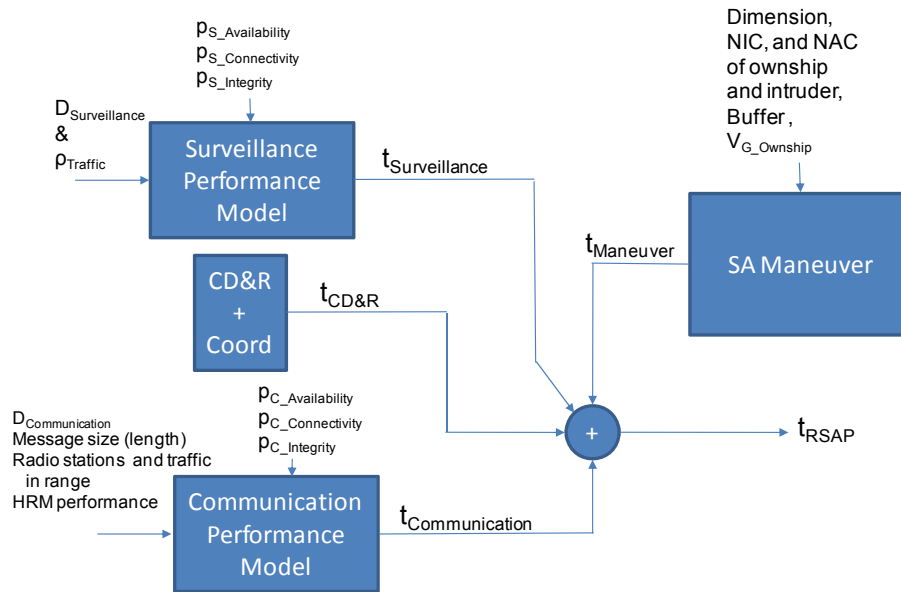 pS_Availability
pS_Connectivity
pS_Integrity
DSurveillance
&
ρTraffic
Surveillance
Performance
Model
tSurveillance
Dimension,
NIC, and NAC
of ownship
and intruder,
Buffer ,
VG_Ownship
SA Maneuver
tManeuver
CD&R
+
Coord
tCD&R
+
tRSAP
pC_Availability
pC_Connectivity
pC_Integrity
DCommunication
Message size (length)
Radio stations and traffic
in range
HRM performance
Communication
Performance
Model
tCommunication